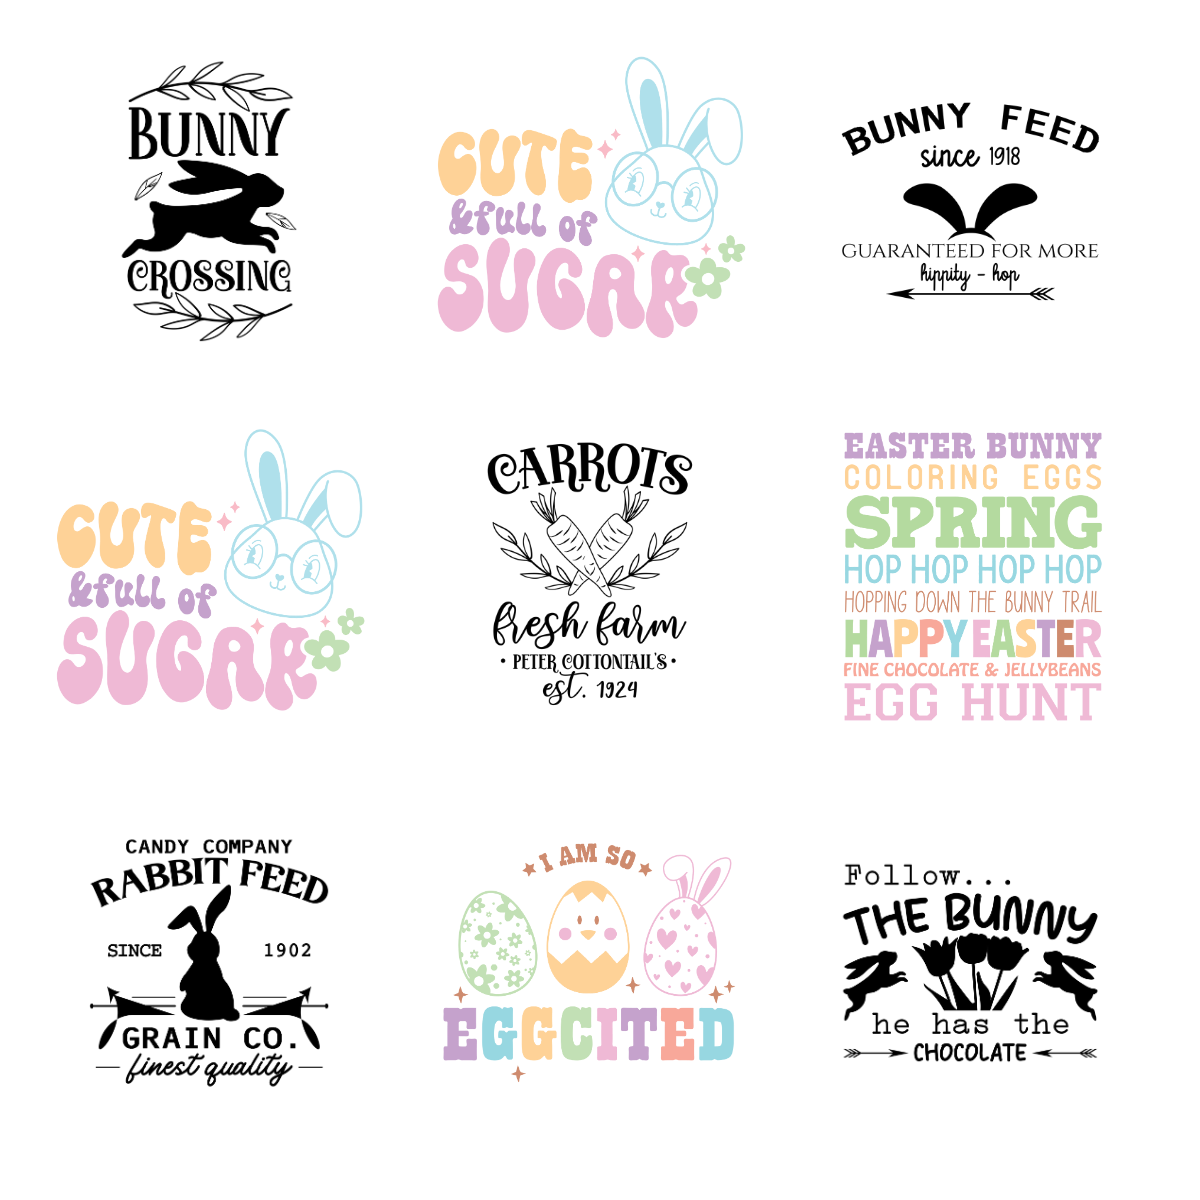 BUNNY
CROSSING
CUTE
&full of
SUGAR
BUNNY FEED
since 1918
GUARANTEED FOR MORE
hippity - hop
CUTE
&full of
SUGAR
CARROTS
fresh farm
• PETER COTTONTAIL'S •
est. 1924
EASTER BUNNY
COLORING EGGS
SPRING
HOP HOP HOP HOP
HOPPING DOWN THE BUNNY TRAIL
HAPPY EASTER
FINE CHOCOLATE & JELLYBEANS
EGG HUNT
CANDY COMPANY
RABBIT FEED
SINCE 1902
GRAIN CO.
finest quality
I AM SO
EGGCITED
Follow...
THE BUNNY
he has the
CHOCOLATE